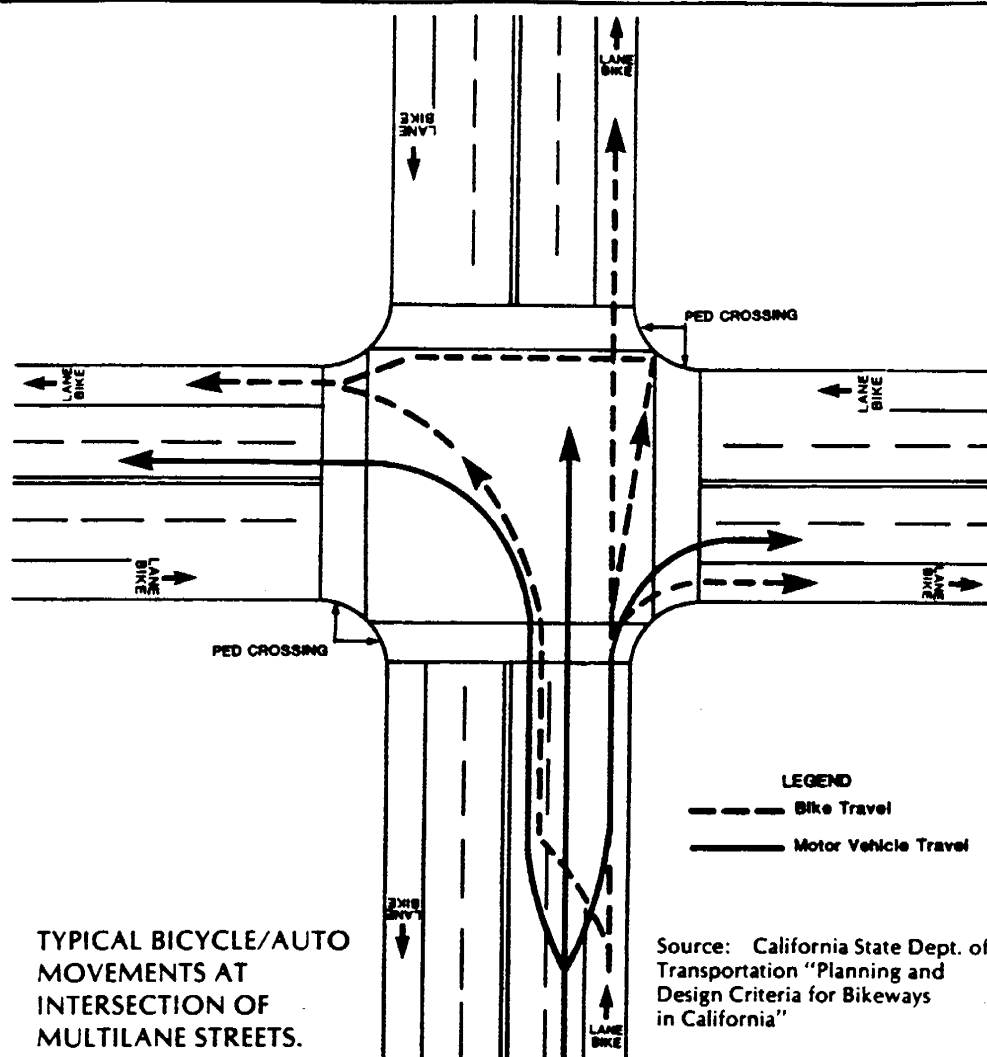 LANE
BIKE
LANE
BIKE
PED CROSSING
LANE
BIKE
LANE
BIKE
LANE
BIKE
LANE
BIKE
PED CROSSING
LEGEND
Bike Travel
Motor Vehicle Travel
LANE
BIKE
TYPICAL BICYCLE/AUTO
MOVEMENTS AT
INTERSECTION OF
MULTILANE STREETS.
Source: California State Dept. of
Transportation "Planning and
Design Criteria for Bikeways
in California"
LANE
BIKE